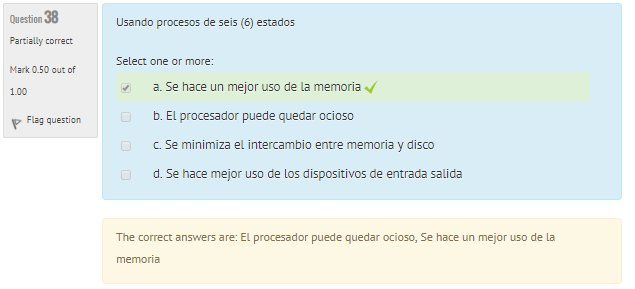 Question 38
Partially correct
Mark 0.50 out of
1.00
Flag question
Usando procesos de seis (6) estados
Select one or more:
a. Se hace un mejor uso de la memoria
b. El procesador puede quedar ocioso
c. Se minimiza el intercambio entre memoria y disco
d. Se hace mejor uso de los dispositivos de entrada salida
The correct answers are: El procesador puede quedar ocioso, Se hace un mejor uso de la
memoria